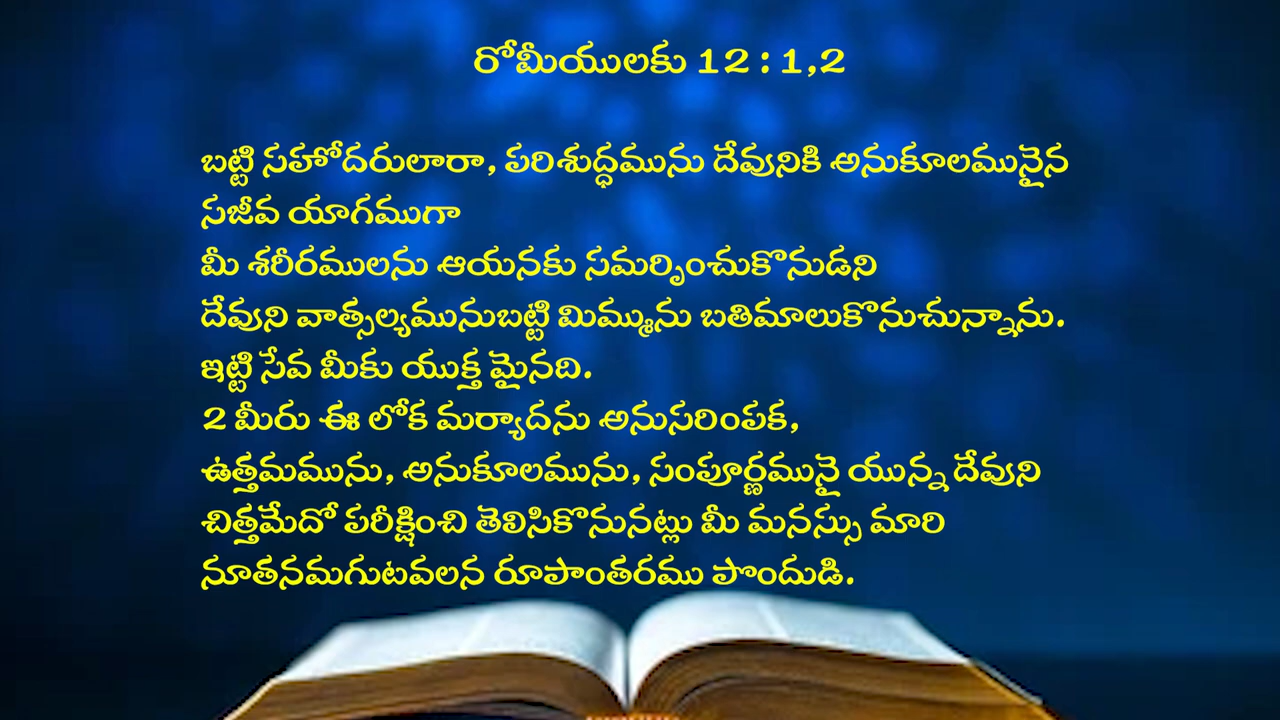 రోమీయులకు 12 : 1,2
బట్టి సహోదరులారా, పరిశుద్ధమును దేవునికి అనుకూలమునైన
సజీవ యాగముగా
మీ శరీరములను ఆయనకు సమర్పించుకొనుడని
దేవుని వాత్సల్యమునుబట్టి మిమ్మును బతిమాలుకొనుచున్నాను.
ఇట్టి సేవ మీకు యుక్త మైనది.
2 మీరు ఈ లోక మర్యాదను అనుసరింపక,
ఉత్తమమును, అనుకూలమును, సంపూర్ణమునై యున్న దేవుని
చిత్తమేదో పరీక్షించి తెలిసికొనునట్లు మీ మనస్సు మారి
నూతనమగుటవలన రూపాంతరము పొందుడి.